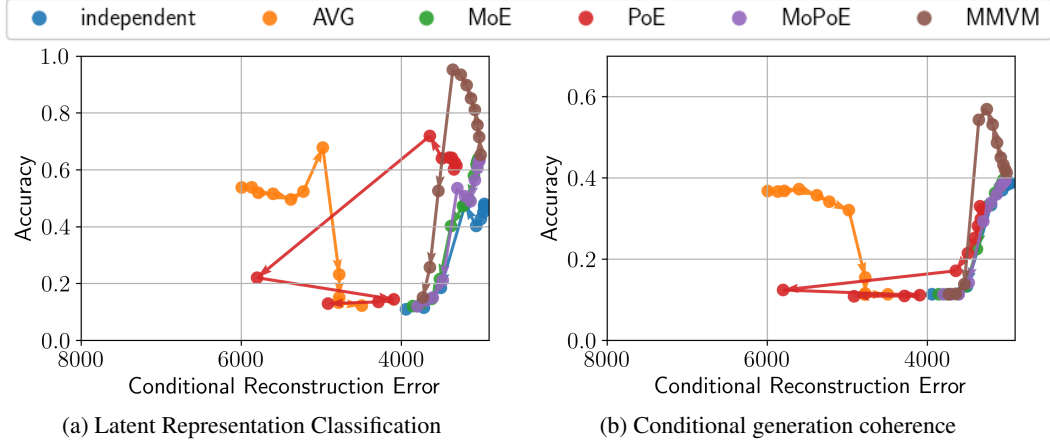 independent AVG MoE PoE MoPoE MMVM
1.0
0.8
0.6
0.4
0.2
0.0
Accuracy
8000 6000 4000
Conditional Reconstruction Error
(a) Latent Representation Classification
0.6
0.4
0.2
0.0
Accuracy
8000 6000 4000
Conditional Reconstruction Error
(b) Conditional generation coherence